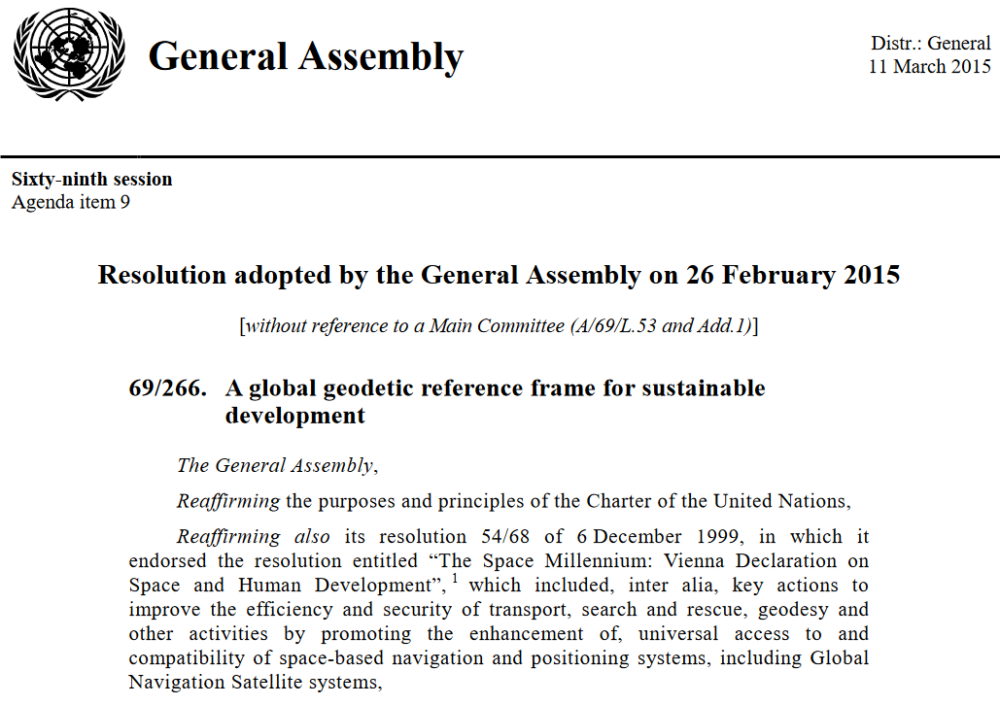 General Assembly
Distr.: General
11 March 2015
Sixty-ninth session
Agenda item 9
Resolution adopted by the General Assembly on 26 February 2015
[without reference to a Main Committee (A/69/L.53 and Add.1)]
69/266. A global geodetic reference frame for sustainable
development
The General Assembly,
Reaffirming the purposes and principles of the Charter of the United Nations,
Reaffirming also its resolution 54/68 of 6 December 1999, in which it
endorsed the resolution entitled “The Space Millennium: Vienna Declaration on
Space and Human Development”, 1 which included, inter alia, key actions to
improve the efficiency and security of transport, search and rescue, geodesy and
other activities by promoting the enhancement of, universal access to and
compatibility of space-based navigation and positioning systems, including Global
Navigation Satellite systems,